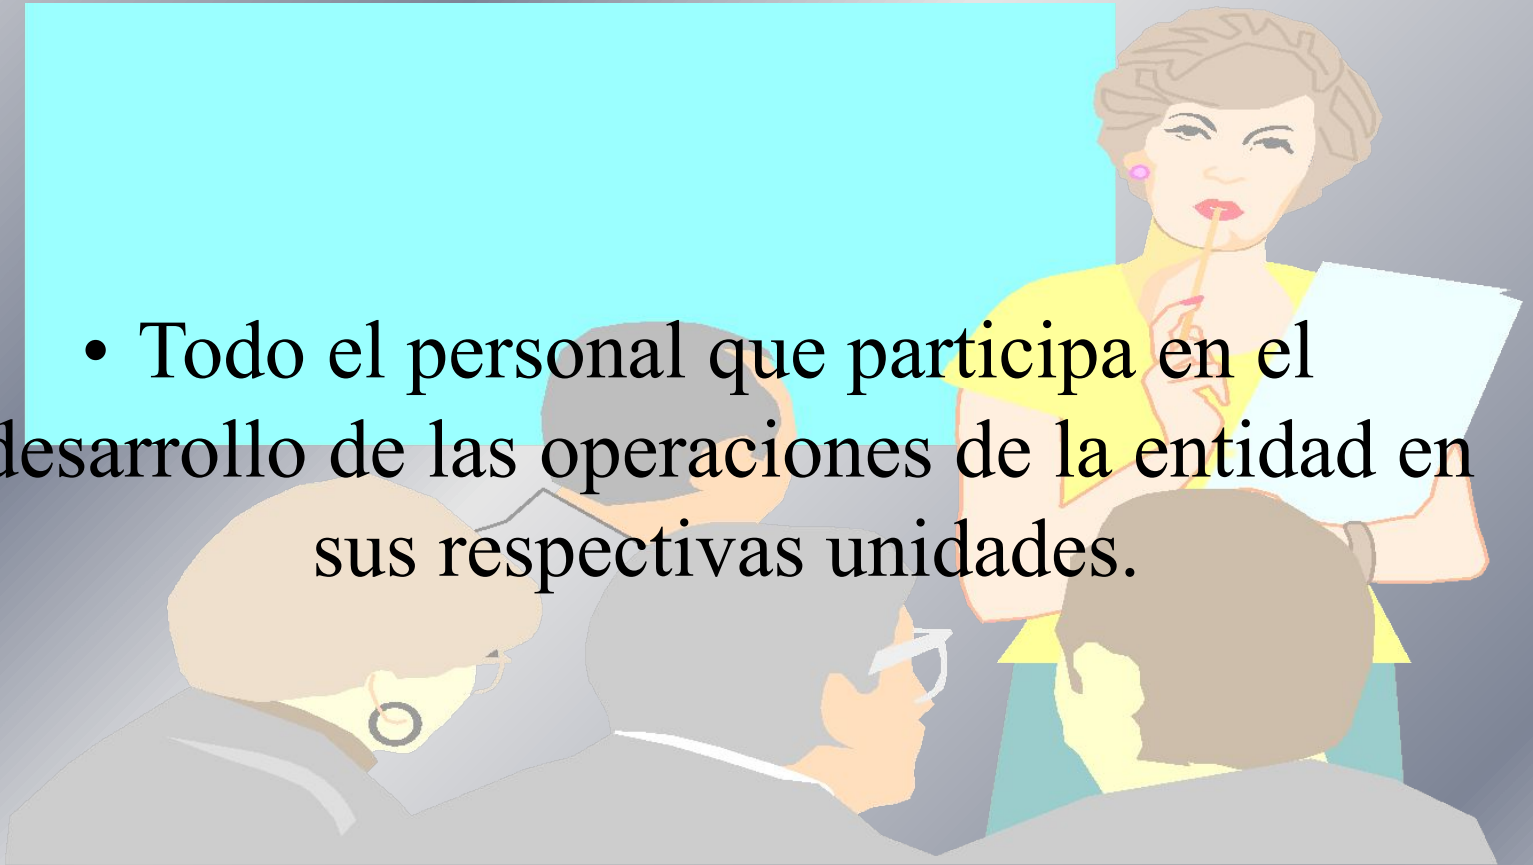 • Todo el personal que participa en el
desarrollo de las operaciones de la entidad en
sus respectivas unidades.